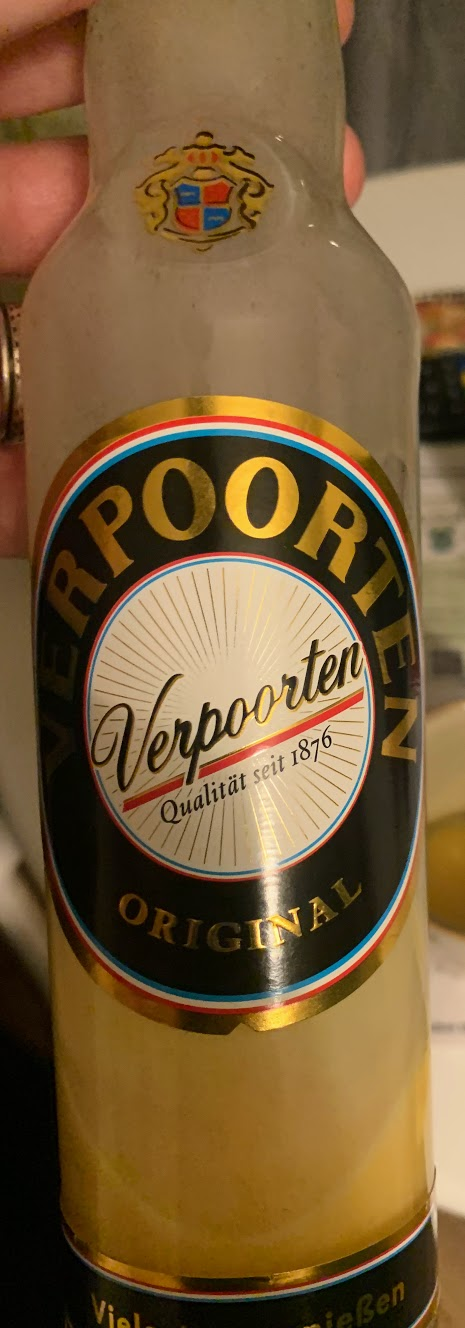 VERPOORTEN
Verpoorten
Qualität seit 1876
ORIGINAL